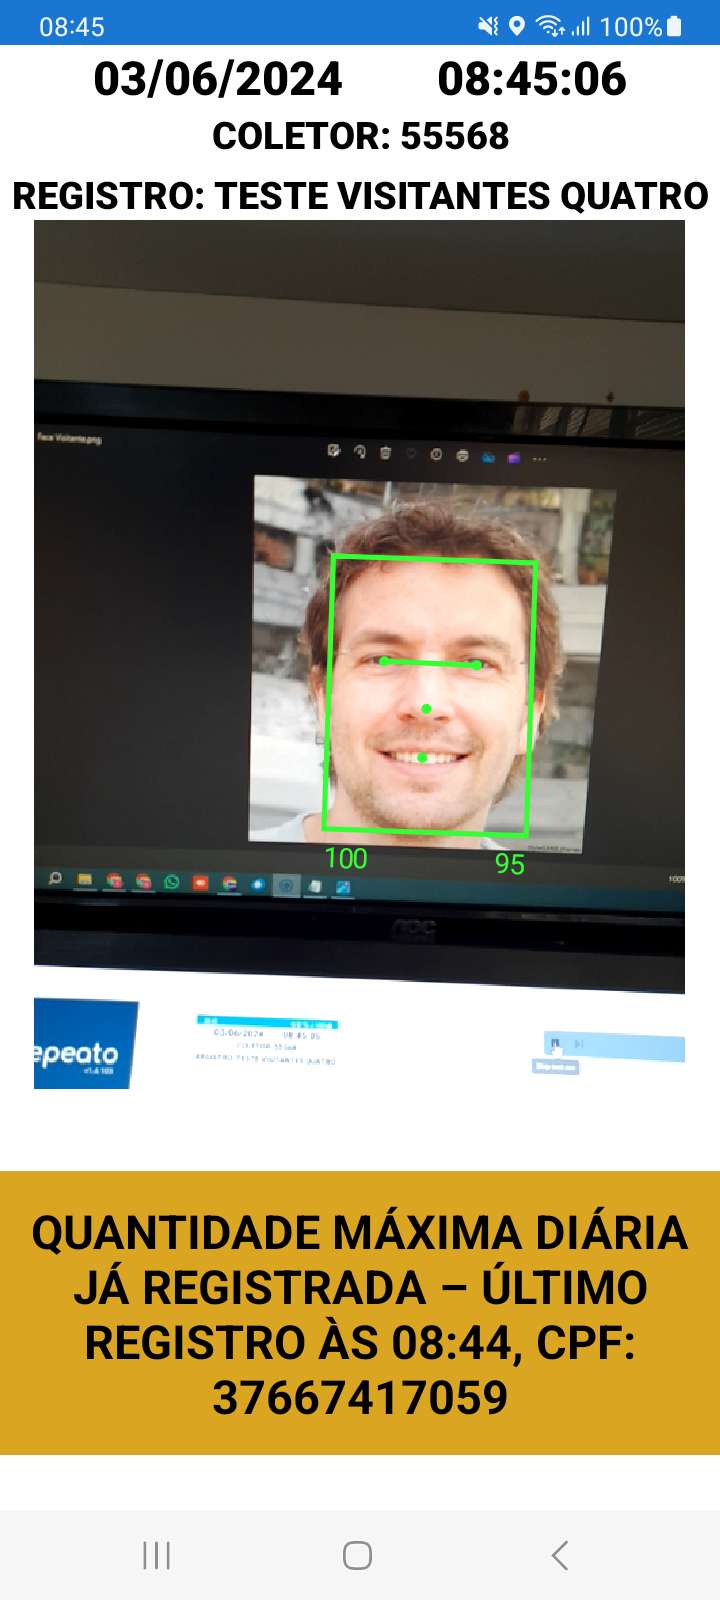 08:45
100%
03/06/2024 08:45:06
COLETOR: 55568
REGISTRO: TESTE VISITANTES QUATRO
Face Visitante.png
100 95
100%
AOC
epeato
03/06/2024 08:45:05
COLETOR: 55568
REGISTRO: TESTE VISITANTES QUATRO
QUANTIDADE MÁXIMA DIÁRIA
JÁ REGISTRADA – ÚLTIMO
REGISTRO ÀS 08:44, CPF:
37667417059